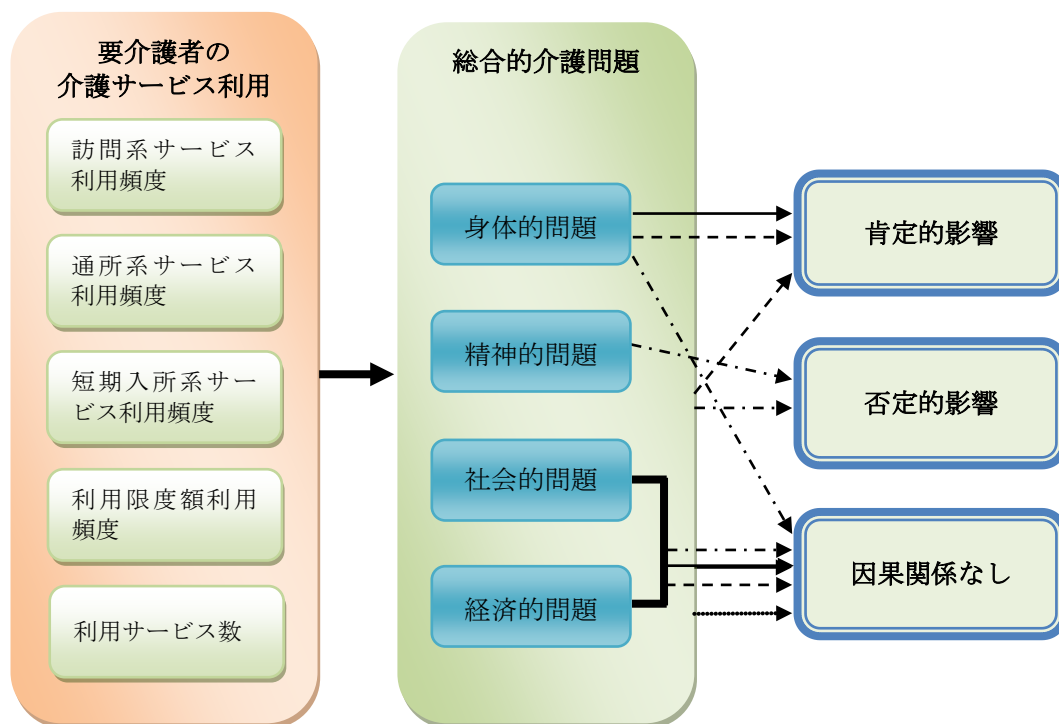 要介護者の
介護サービス利用
訪問系サービス
利用頻度
通所系サービス
利用頻度
短期入所系サー
ビス利用頻度
利用限度額利用
頻度
利用サービス数
総合的介護問題
身体的問題
精神的問題
社会的問題
経済的問題
肯定的影響
否定的影響
因果関係なし